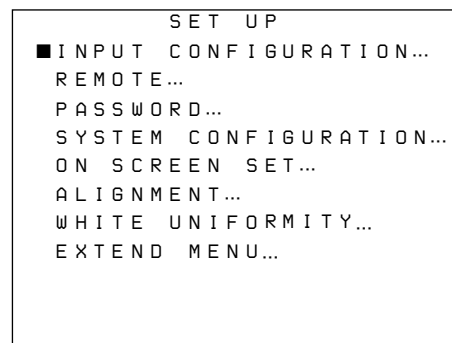 SET UP
■INPUT CONFIGURATION…
REMOTE…
PASSWORD…
SYSTEM CONFIGURATION…
ON SCREEN SET…
ALIGNMENT…
WHITE UNIFORMITY…
EXTEND MENU…